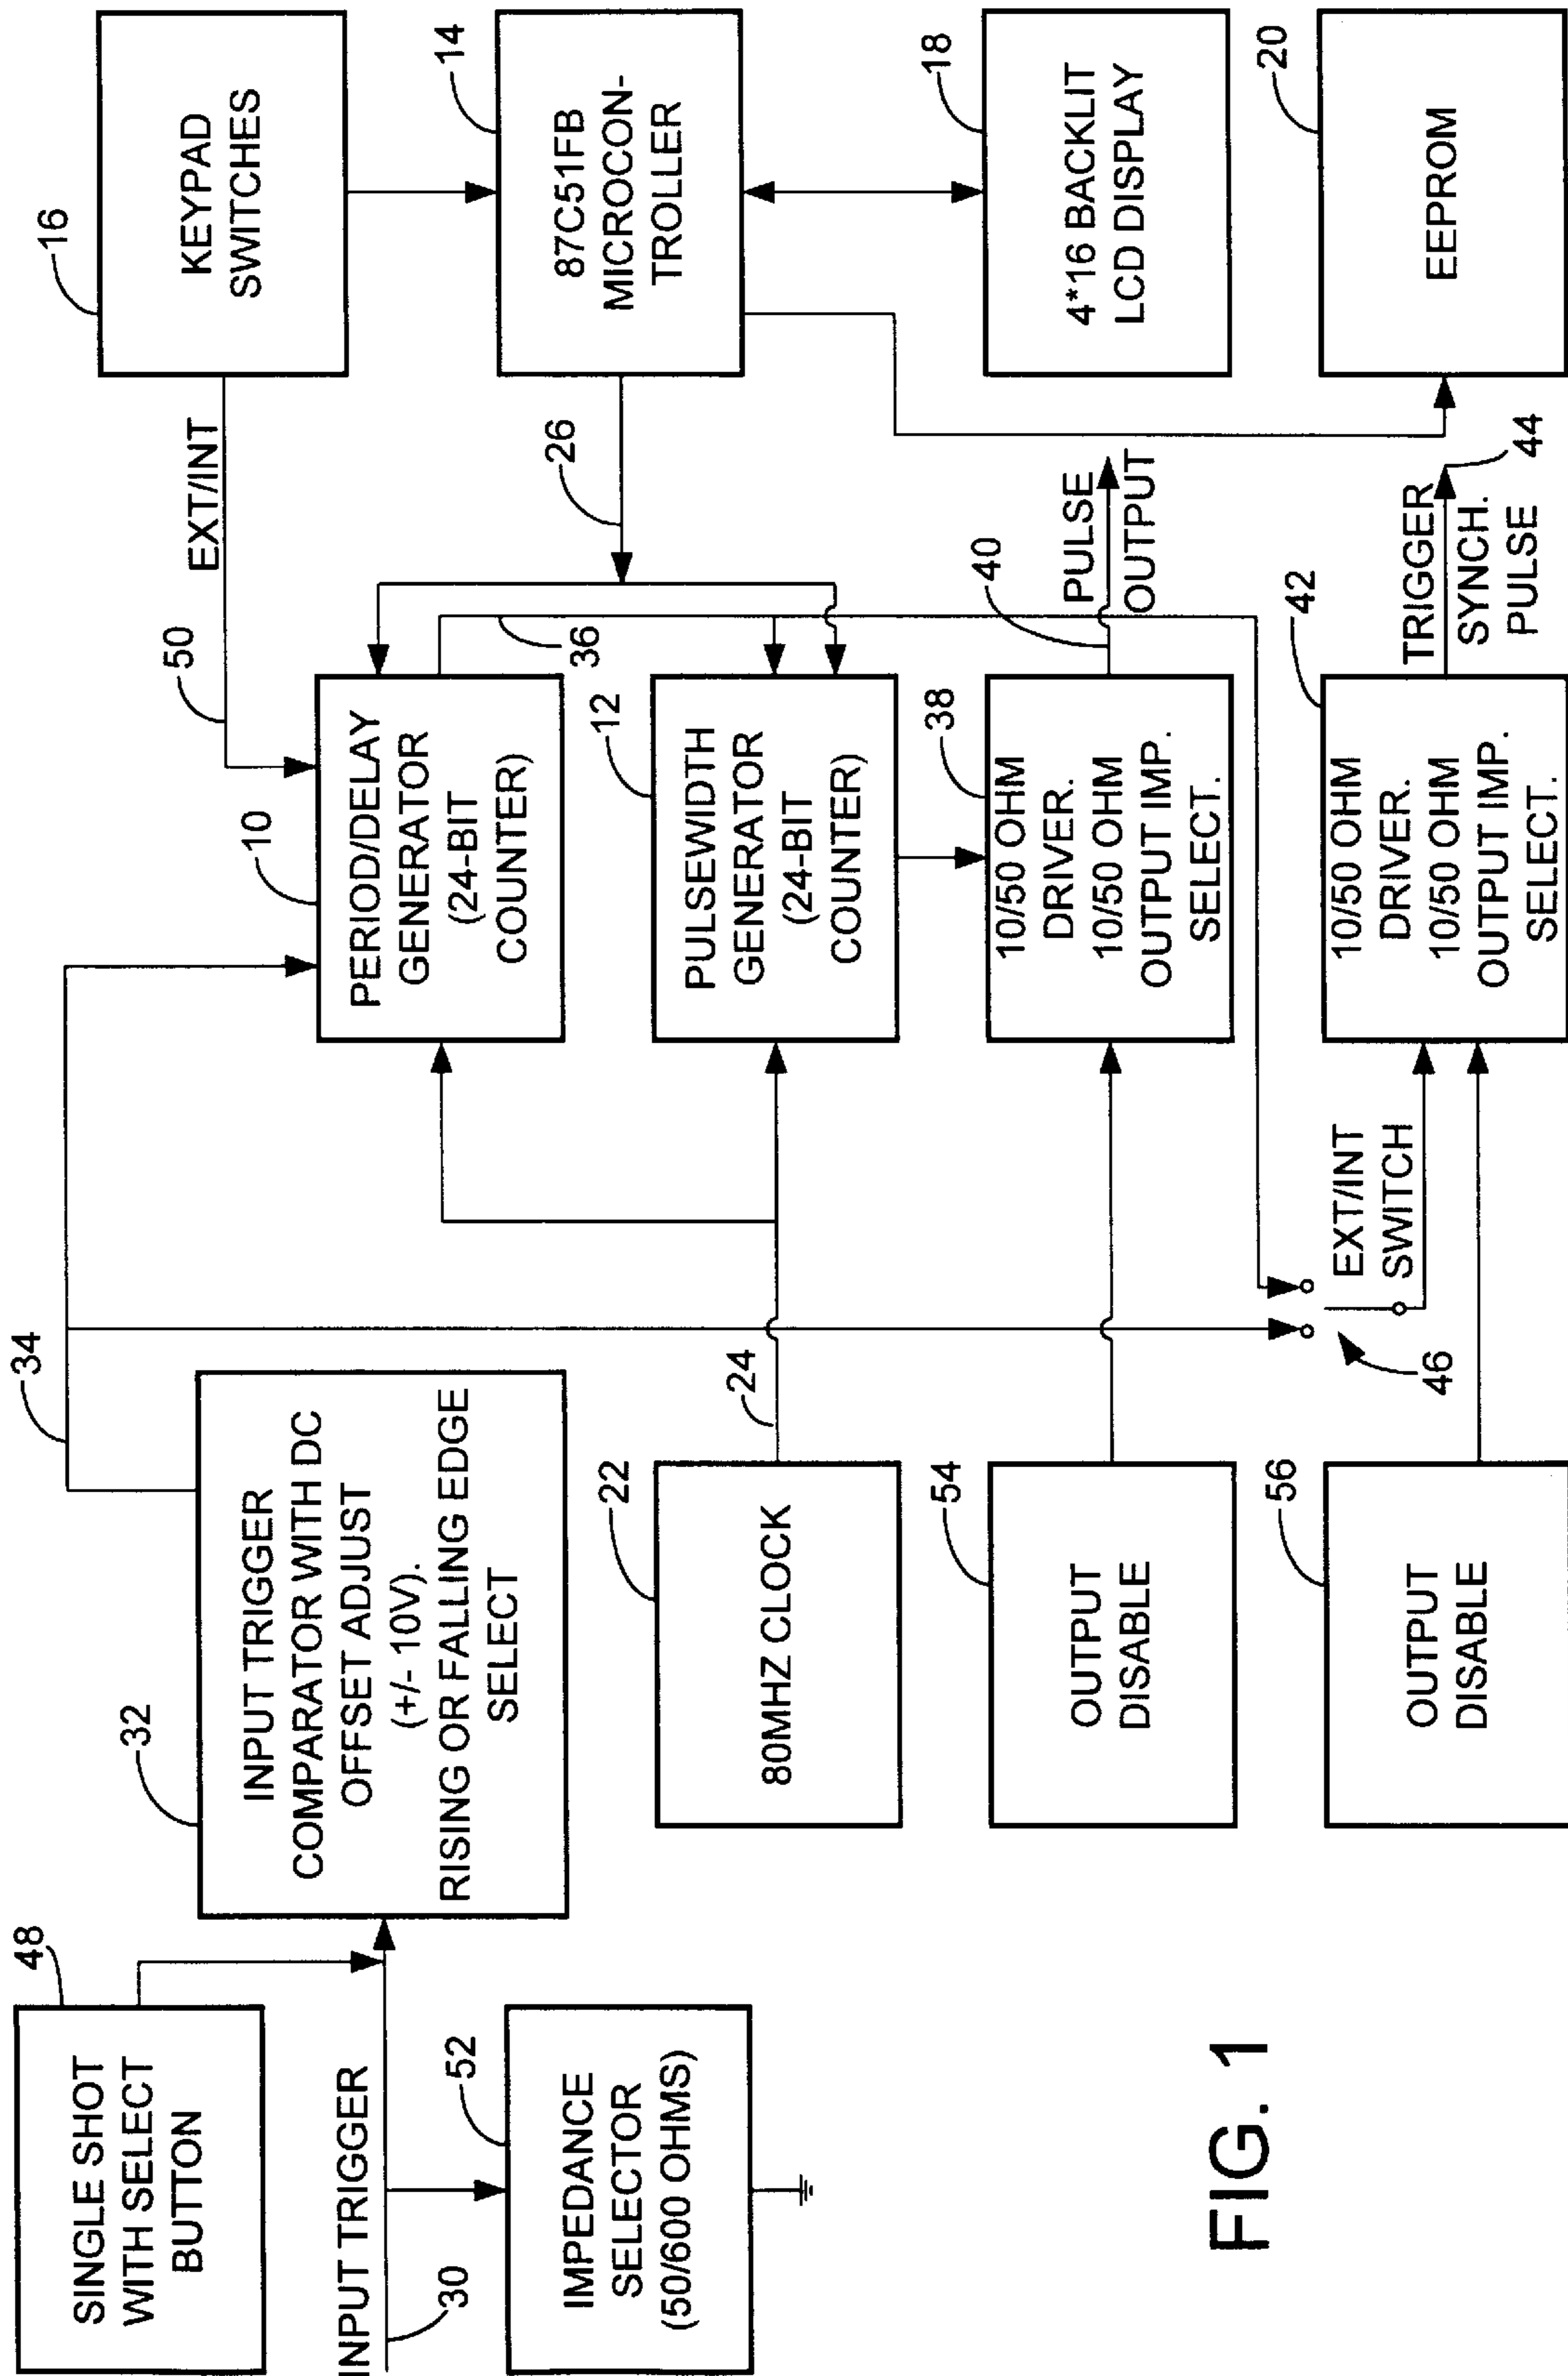 SINGLE SHOT
WITH SELECT
BUTTON
48
INPUT TRIGGER
30
IMPEDANCE
SELECTOR
(50/600 OHMS)
52
INPUT TRIGGER
COMPARATOR WITH DC
OFFSET ADJUST
(+/- 10V).
RISING OR FALLING EDGE
SELECT
32
34
80MHZ CLOCK
22
24
OUTPUT
DISABLE
54
OUTPUT
DISABLE
56
EXT/INT
SWITCH
46
PERIOD/DELAY
GENERATOR
(24-BIT
COUNTER)
10
50
EXT/INT
PULSEWIDTH
GENERATOR
(24-BIT
COUNTER)
12
36
26
10/50 OHM
DRIVER.
10/50 OHM
OUTPUT IMP.
SELECT.
38
40
PULSE
OUTPUT
10/50 OHM
DRIVER.
10/50 OHM
OUTPUT IMP.
SELECT.
42
TRIGGER
SYNCH.
PULSE
44
KEYPAD
SWITCHES
16
87C51FB
MICROCON-
TROLLER
14
4*16 BACKLIT
LCD DISPLAY
18
EEPROM
20
FIG. 1